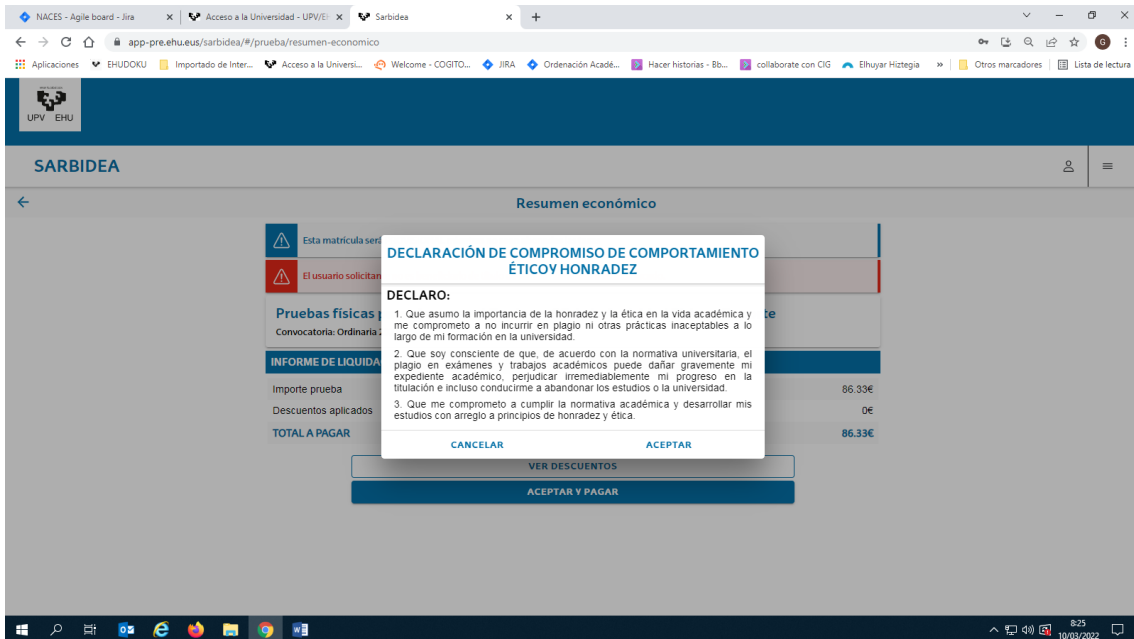 NACES - Agile board - Jira
Acceso a la Universidad - UPV/EH
Sarbidea
app-pre.ehu.eus/sarbidea/#/prueba/resumen-economico
G
Aplicaciones
EHUDOKU
Importado de Inter...
Acceso a la Universi...
Welcome - COGITO...
JIRA
Ordenación Acadé...
Hacer historias - Bb...
collaborate con CIG
Elhuyar Hiztegia
»
Otros marcadores
Lista de lectura
UPV EHU
SARBIDEA
Resumen económico
Esta matrícula ser
El usuario solicitan
Pruebas físicas
Convocatoria: Ordinaria
te
INFORME DE LIQUIDA
Importe prueba 86.33€
Descuentos aplicados 0€
TOTAL A PAGAR 86.33€
DECLARACIÓN DE COMPROMISO DE COMPORTAMIENTO
ÉTICOY HONRADEZ
DECLARO:
1. Que asumo la importancia de la honradez y la ética en la vida académica y
me comprometo a no incurrir en plagio ni otras prácticas inaceptables a lo
largo de mi formación en la universidad.
2. Que soy consciente de que, de acuerdo con la normativa universitaria, el
plagio en exámenes y trabajos académicos puede dañar gravemente mi
expediente académico, perjudicar irremediablemente mi progreso en la
titulación e incluso conducirme a abandonar los estudios o la universidad.
3. Que me comprometo a cumplir la normativa académica y desarrollar mis
estudios con arreglo a principios de honradez y ética.
CANCELAR ACEPTAR
VER DESCUENTOS
ACEPTAR Y PAGAR
8:25
10/03/2022